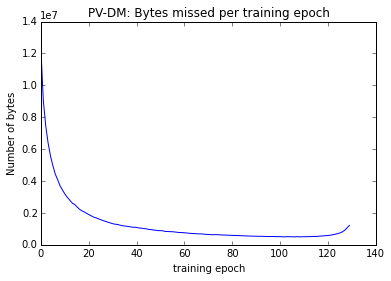 PV-DM: Bytes missed per training epoch
1e7
1.4
1.2
1.0
0.8
0.6
0.4
0.2
0.0
Number of bytes
0 20 40 60 80 100 120 140
training epoch